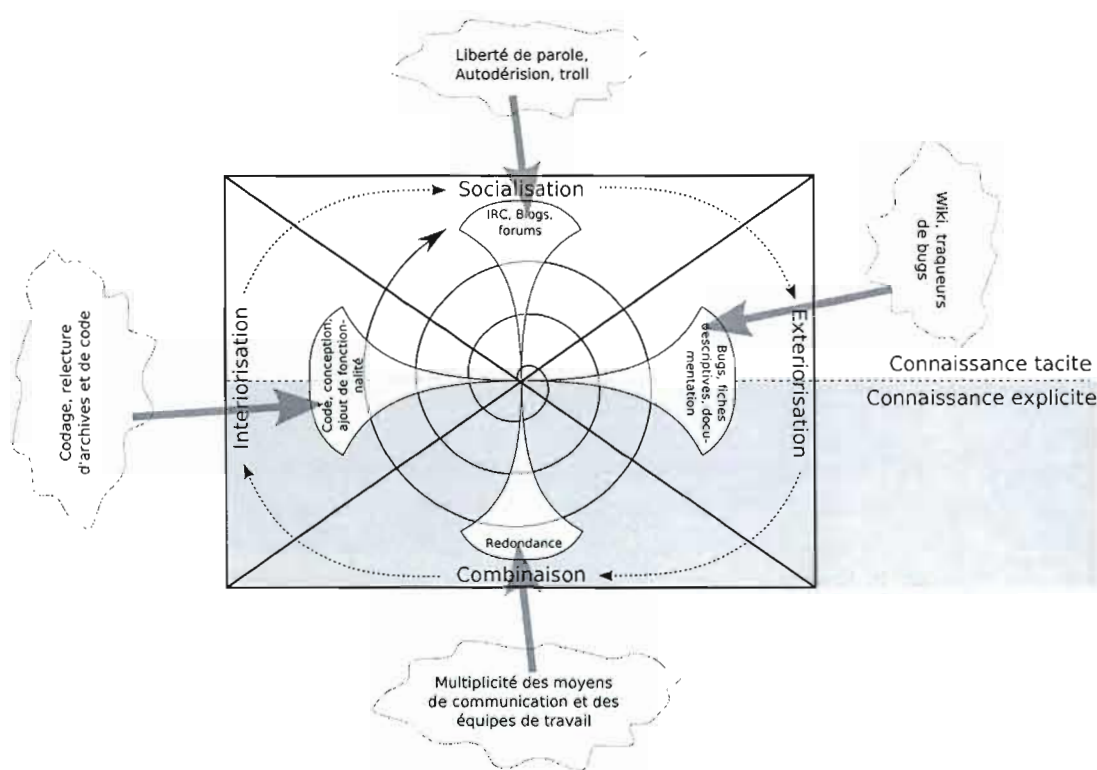 Liberté de parole,
Autodérision, troll
Socialisation
IRC, Blogs,
forums
Wiki, traqueurs
de bugs
Interiorisation
Code, conception,
ajout de fonction-
nalité
Bugs, fiches
descriptives, docu-
mentation
Exteriorisation
Connaissance tacite
Connaissance explicite
Codage, relecture
d'archives et de code
Redondance
Combinaison
Multiplicité des moyens
de communication et des
équipes de travail